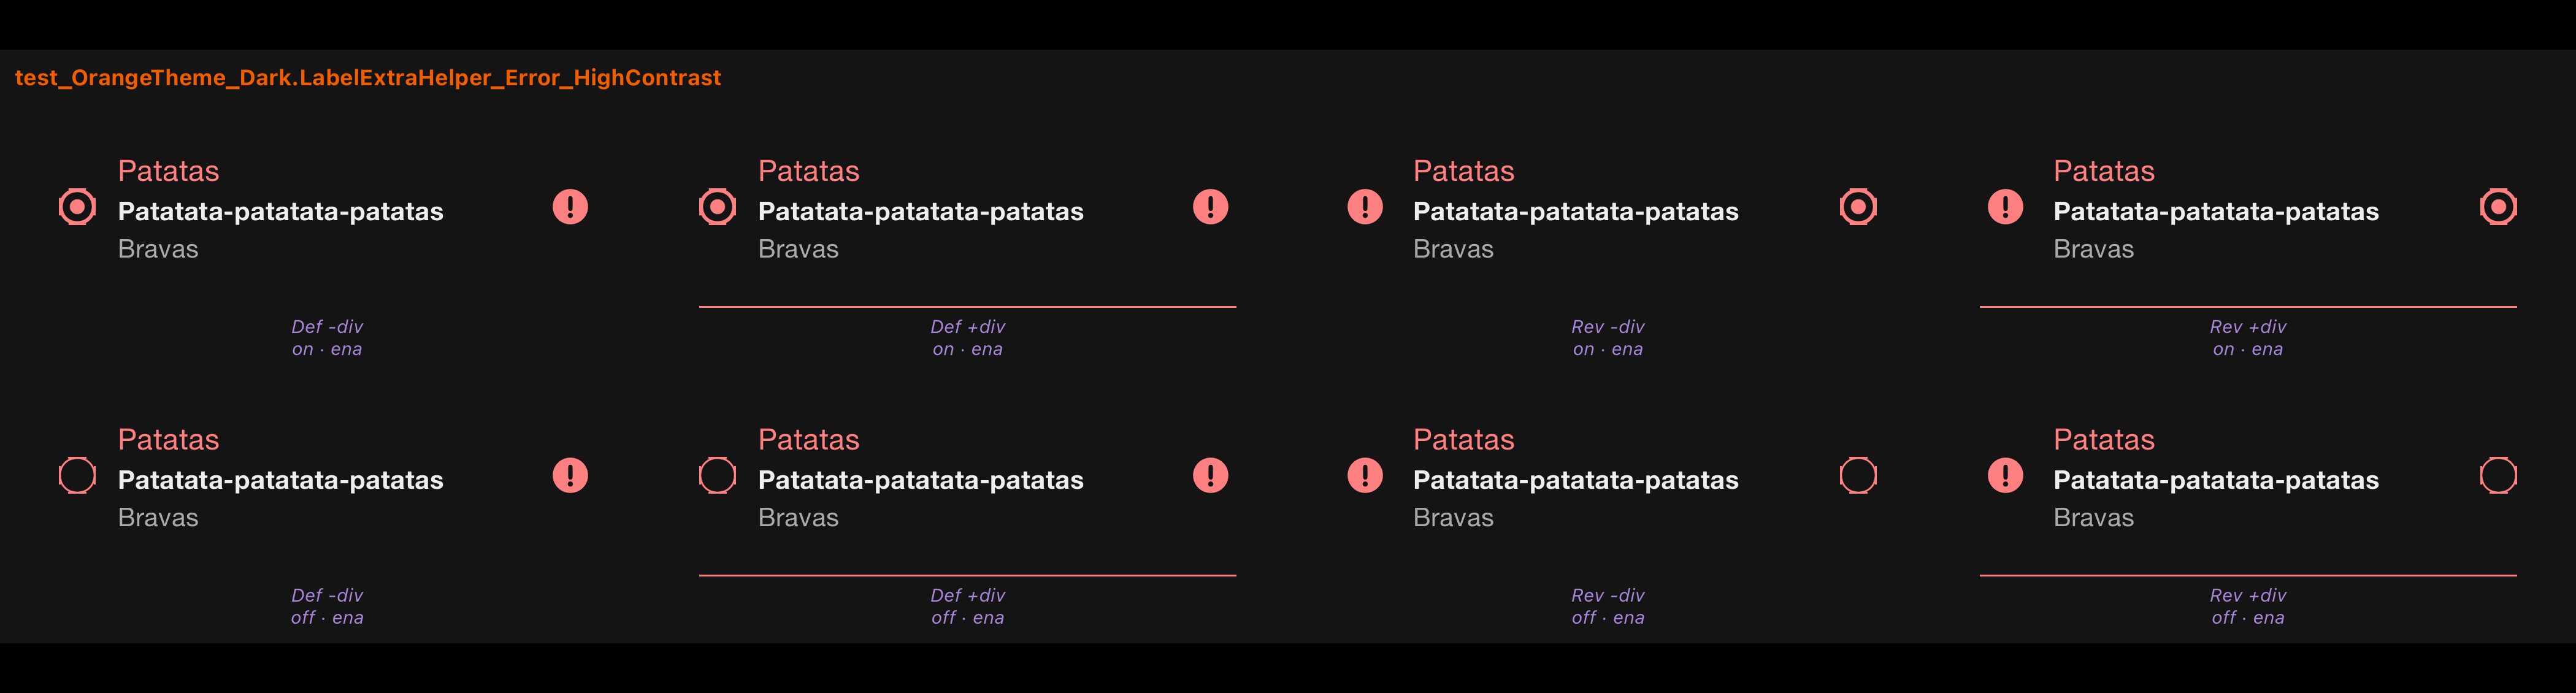 test_OrangeTheme_Dark.LabelExtraHelper_Error_HighContrast
Patatas
Patatata-patatata-patatas
Bravas
Def -div
on · ena
Patatas
Patatata-patatata-patatas
Bravas
Def +div
on · ena
Patatas
Patatata-patatata-patatas
Bravas
Rev -div
on · ena
Patatas
Patatata-patatata-patatas
Bravas
Rev +div
on · ena
Patatas
Patatata-patatata-patatas
Bravas
Def -div
off · ena
Patatas
Patatata-patatata-patatas
Bravas
Def +div
off · ena
Patatas
Patatata-patatata-patatas
Bravas
Rev -div
off · ena
Patatas
Patatata-patatata-patatas
Bravas
Rev +div
off · ena